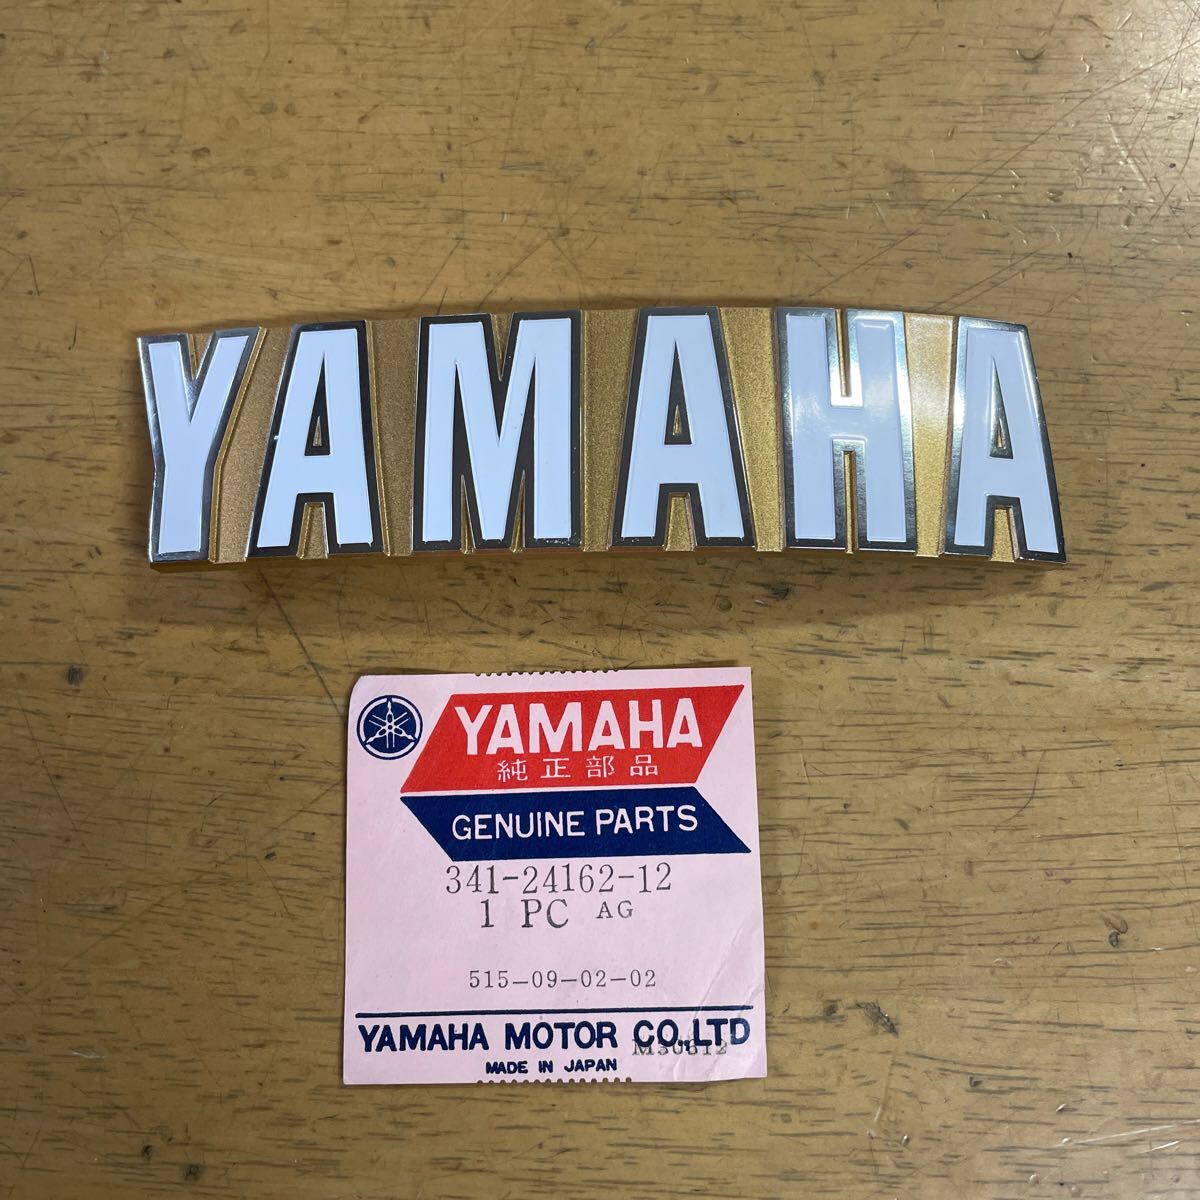 YAMAHA
YAMAHA
純正部品
GENUINE PARTS
341-24162-12
1 PC AG
515-09-02-02
YAMAHA MOTOR CO.,LTD
MADE IN JAPAN